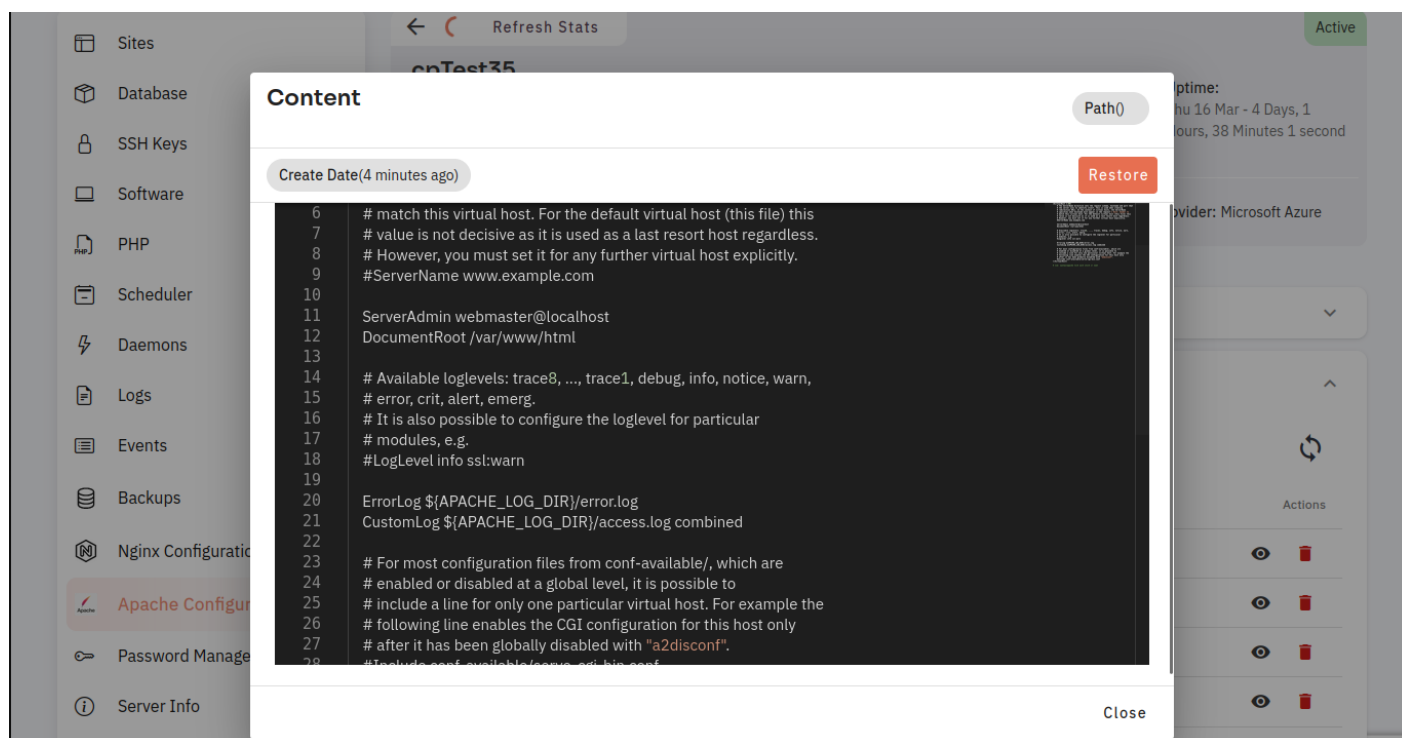 Sites
Database
SSH Keys
Software
PHP
Scheduler
Daemons
Logs
Events
Backups
Nginx Configuratio
Apache Configur
Password Manage
Server Info
Refresh Stats
Active
cpTest35
ptime:
hu 16 Mar - 4 Days, 1
ours, 38 Minutes 1 second
ovider: Microsoft Azure
Actions
Content
Path()
Create Date(4 minutes ago)
Restore
6 # match this virtual host. For the default virtual host (this file) this
7 # value is not decisive as it is used as a last resort host regardless.
8 # However, you must set it for any further virtual host explicitly.
9 #ServerName www.example.com
10
11 ServerAdmin webmaster@localhost
12 DocumentRoot /var/www/html
13
14 # Available loglevels: trace8, ..., trace1, debug, info, notice, warn,
15 # error, crit, alert, emerg.
16 # It is also possible to configure the loglevel for particular
17 # modules, e.g.
18 #LogLevel info ssl:warn
19
20 ErrorLog ${APACHE_LOG_DIR}/error.log
21 CustomLog ${APACHE_LOG_DIR}/access.log combined
22
23 # For most configuration files from conf-available/, which are
24 # enabled or disabled at a global level, it is possible to
25 # include a line for only one particular virtual host. For example the
26 # following line enables the CGI configuration for this host only
27 # after it has been globally disabled with "a2disconf".
28 #Include conf-available/serve-cgi-bin.conf
Close